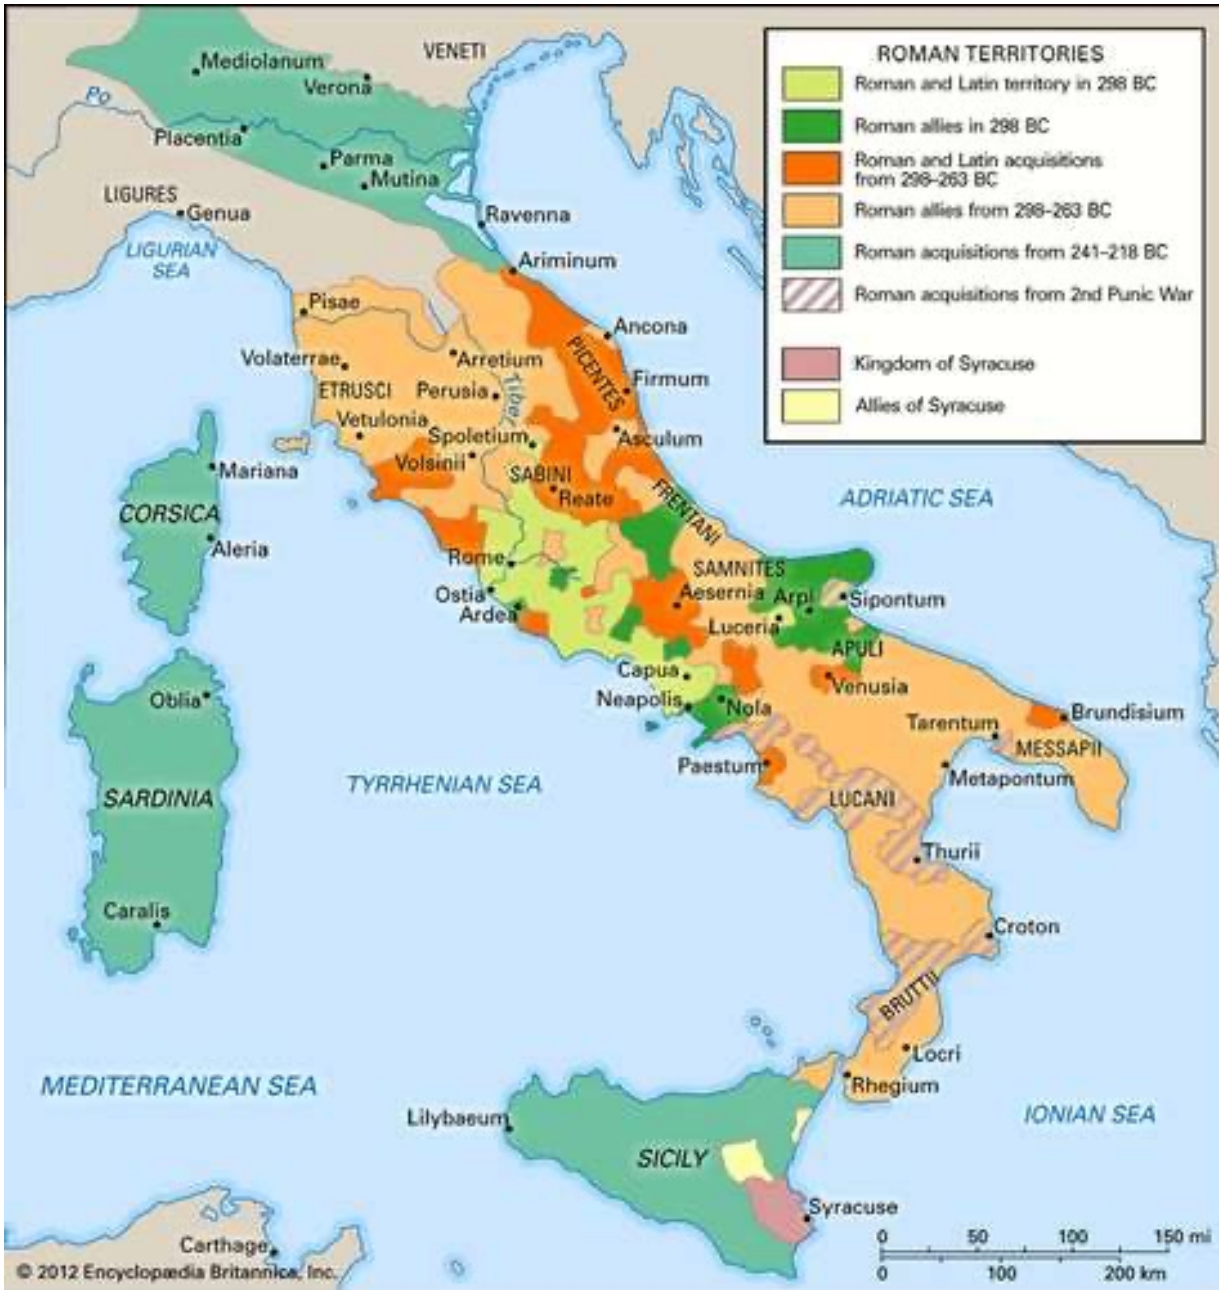 VENETI
Mediolanum
Verona
Po
Placentia
Parma
Mutina
LIGURES
Genua
Ravenna
LIGURIAN
SEA
Ariminum
Pisae
Ancona
Volaterrae
Arretium
PICENTES
Firmum
ETRUSCI
Perusia
Tiber
Vetulonia
Spoletium
Asculum
Volsinii
SABINI
Mariana
Reate
FRENTANI
CORSICA
Aleria
Rome
SAMNITES
Ostia
Aesernia
Arpi
Sipontum
Ardea
Luceria
APULI
Capua
Venusia
Oblia
Neapolis
Nola
Brundisium
Tarentum
MESSAPII
Paestum
Metapontum
TYRRHENIAN SEA
SARDINIA
LUCANI
Thurii
Caralis
Croton
BRUTTII
Locri
Rhegium
MEDITERRANEAN SEA
IONIAN SEA
Lilybaeum
SICILY
Syracuse
Carthage
ADRIATIC SEA
ROMAN TERRITORIES
Roman and Latin territory in 298 BC
Roman allies in 298 BC
Roman and Latin acquisitions
from 298–263 BC
Roman allies from 298–263 BC
Roman acquisitions from 241–218 BC
Roman acquisitions from 2nd Punic War
Kingdom of Syracuse
Allies of Syracuse
0 50 100 150 mi
0 100 200 km
© 2012 Encyclopædia Britannica, Inc.